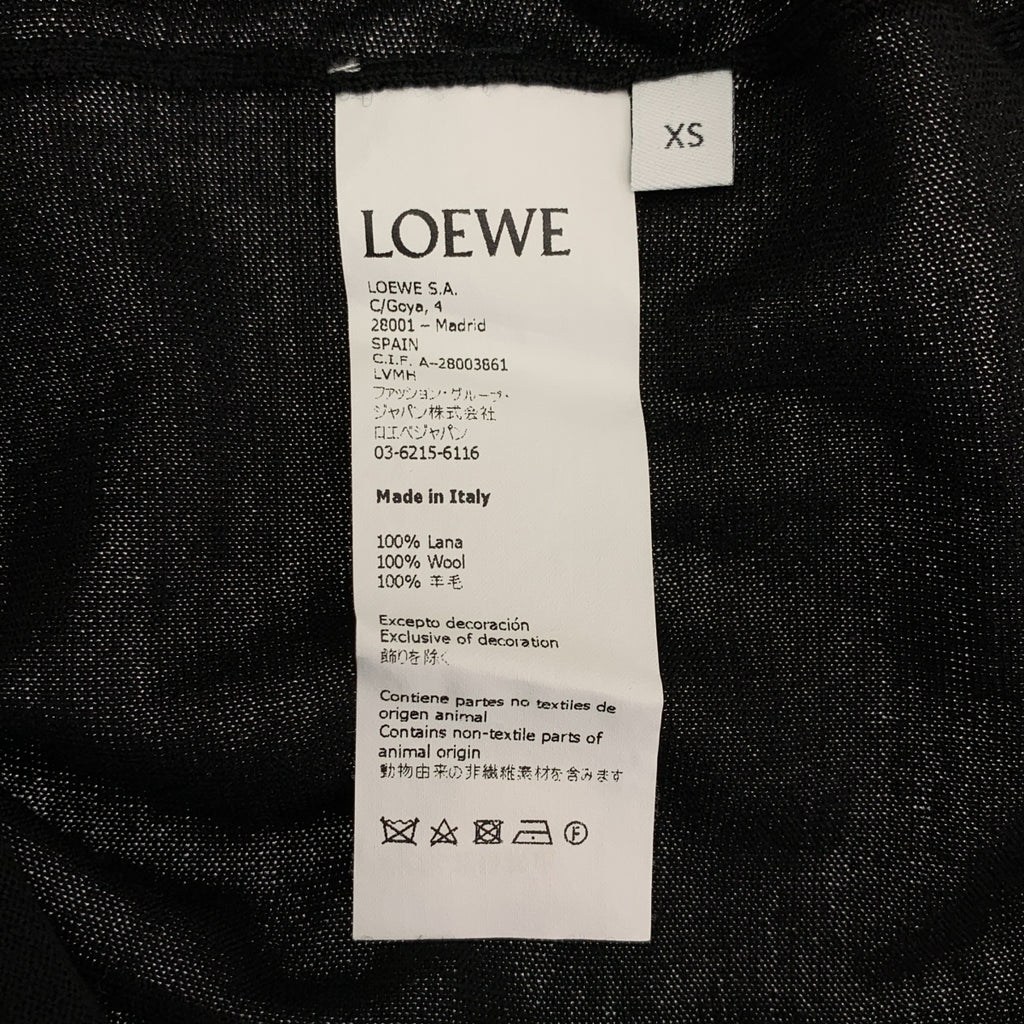 XS
LOEWE
LOEWE S.A.
C/Goya, 4
28001 – Madrid
SPAIN
C.I.F. A–28003861
LVMH
ファッション・グループ・
ジャパン株式会社
ロエベジャパン
03-6215-6116
Made in Italy
100% Lana
100% Wool
100% 羊毛
Excepto decoración
Exclusive of decoration
飾りを除く
Contiene partes no textiles de
origen animal
Contains non-textile parts of
animal origin
動物由来の非繊維素材を含みます
F